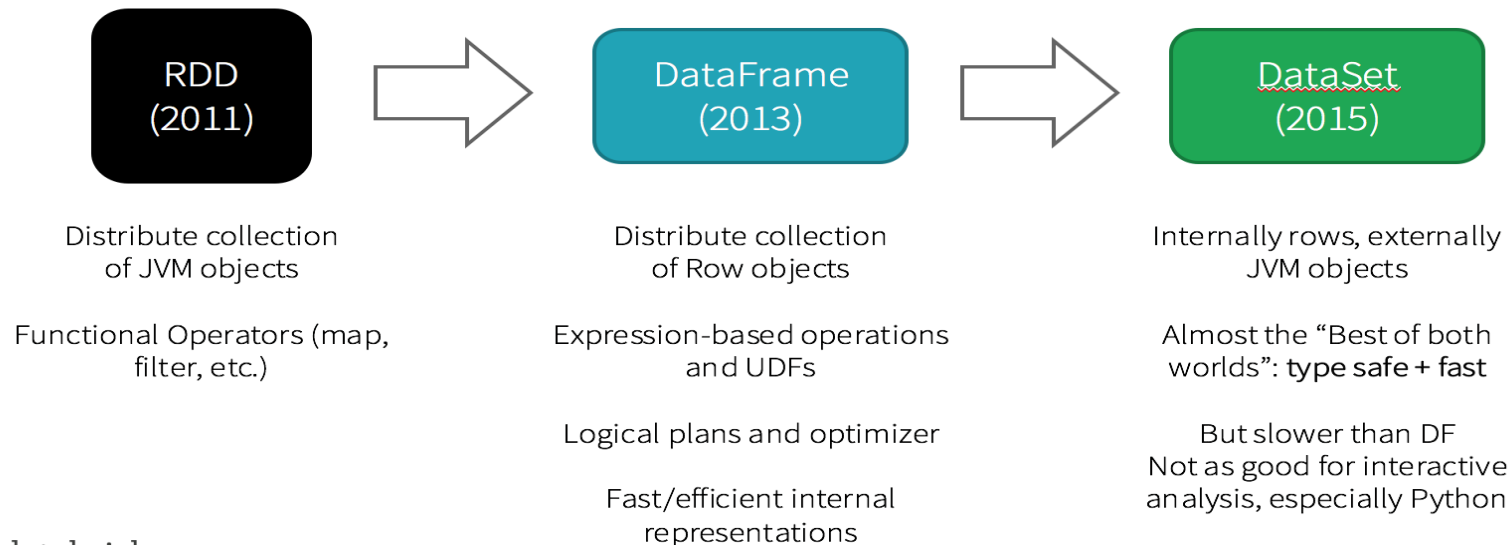 RDD
(2011)
DataFrame
(2013)
DataSet
(2015)
Distribute collection
of JVM objects
Functional Operators (map,
filter, etc.)
Distribute collection
of Row objects
Expression-based operations
and UDFs
Logical plans and optimizer
Fast/efficient internal
representations
Internally rows, externally
JVM objects
Almost the “Best of both
worlds”: type safe + fast
But slower than DF
Not as good for interactive
analysis, especially Python